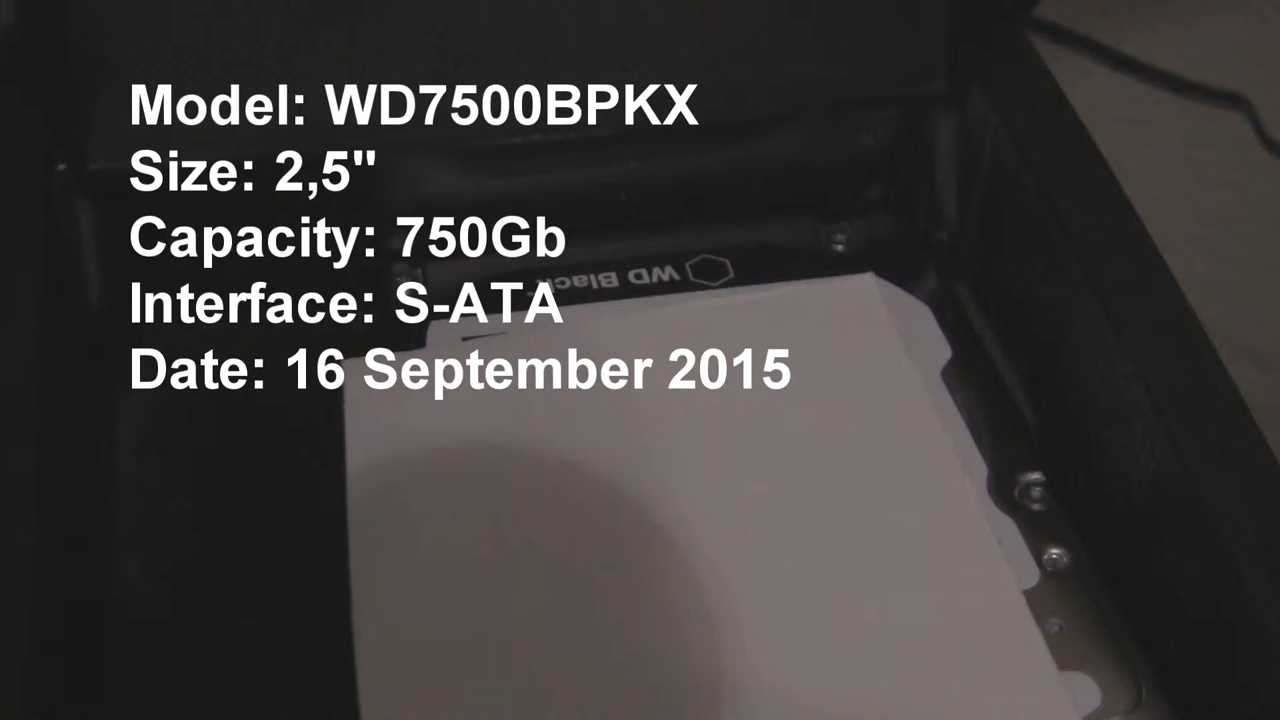 Model: WD7500BPKX
Size: 2,5"
Capacity: 750Gb
WD Black
Interface: S-ATA
Date: 16 September 2015